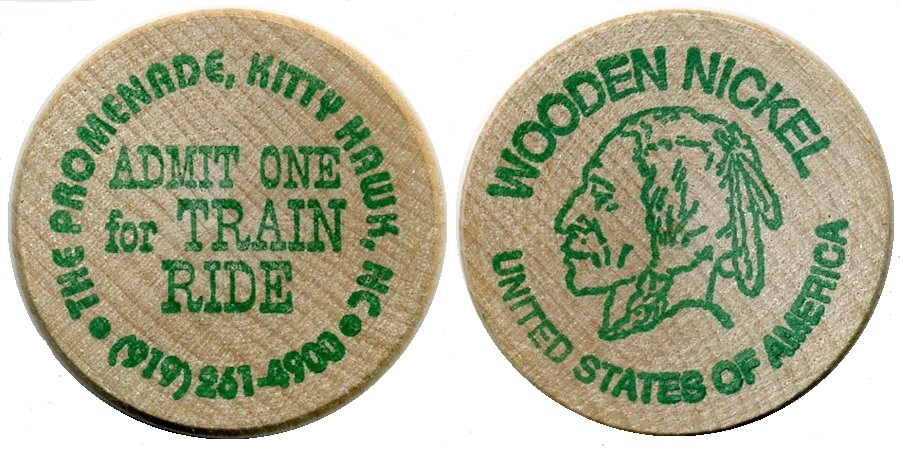 THE PROMENADE, KITTY HAWK, NC
ADMIT ONE
for TRAIN
RIDE
(919) 261-4900
WOODEN NICKEL
UNITED STATES OF AMERICA